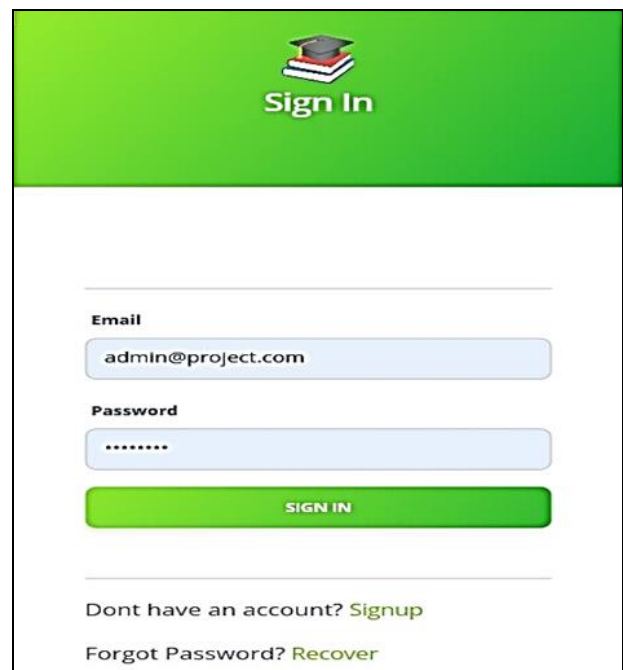 Sign In
Email
admin@project.com
Password
••••••••
SIGN IN
Dont have an account? Signup
Forgot Password? Recover